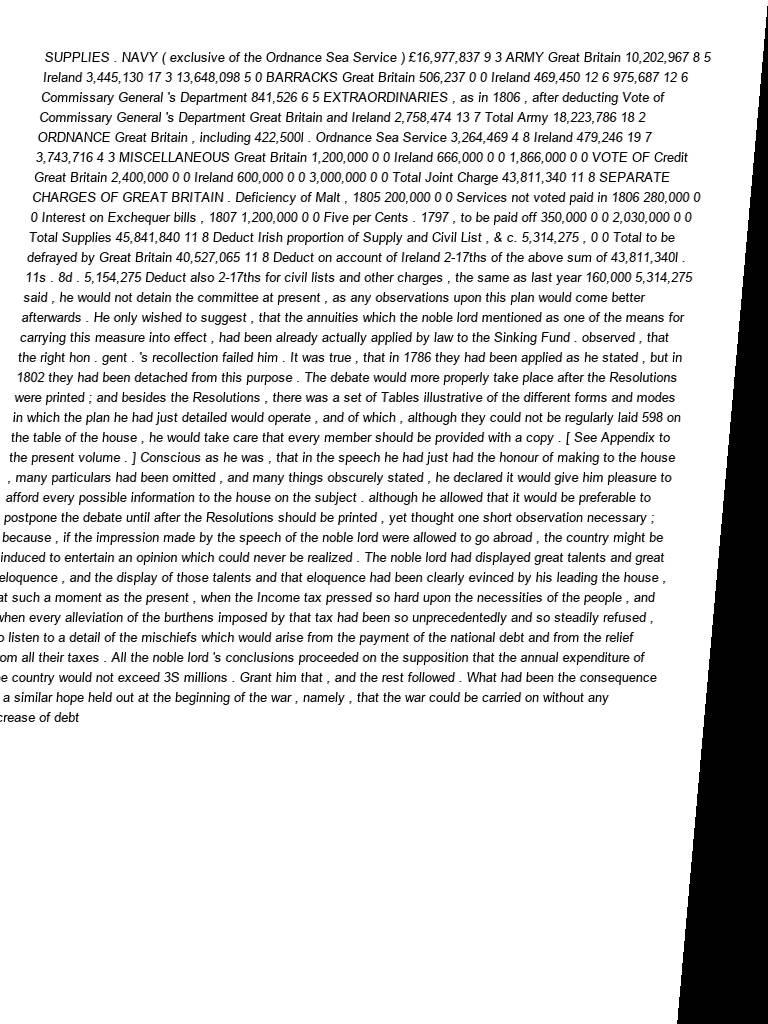 SUPPLIES . NAVY ( exclusive of the Ordnance Sea Service ) £16,977,837 9 3 ARMY Great Britain 10,202,967 8 5
Ireland 3,445,130 17 3 13,648,098 5 0 BARRACKS Great Britain 506,237 0 0 Ireland 469,450 12 6 975,687 12 6
Commissary General 's Department 841,526 6 5 EXTRAORDINARIES , as in 1806 , after deducting Vote of
Commissary General 's Department Great Britain and Ireland 2,758,474 13 7 Total Army 18,223,786 18 2
ORDNANCE Great Britain , including 422,500l . Ordnance Sea Service 3,264,469 4 8 Ireland 479,246 19 7
3,743,716 4 3 MISCELLANEOUS Great Britain 1,200,000 0 0 Ireland 666,000 0 0 1,866,000 0 0 VOTE OF Credit
Great Britain 2,400,000 0 0 Ireland 600,000 0 0 3,000,000 0 0 Total Joint Charge 43,811,340 11 8 SEPARATE
CHARGES OF GREAT BRITAIN . Deficiency of Malt , 1805 200,000 0 0 Services not voted paid in 1806 280,000 0
0 Interest on Exchequer bills , 1807 1,200,000 0 0 Five per Cents . 1797 , to be paid off 350,000 0 0 2,030,000 0 0
Total Supplies 45,841,840 11 8 Deduct Irish proportion of Supply and Civil List , & c. 5,314,275 , 0 0 Total to be
defrayed by Great Britain 40,527,065 11 8 Deduct on account of Ireland 2-17ths of the above sum of 43,811,340l .
11s . 8d . 5,154,275 Deduct also 2-17ths for civil lists and other charges , the same as last year 160,000 5,314,275
said , he would not detain the committee at present , as any observations upon this plan would come better
afterwards . He only wished to suggest , that the annuities which the noble lord mentioned as one of the means for
carrying this measure into effect , had been already actually applied by law to the Sinking Fund . observed , that
the right hon . gent . 's recollection failed him . It was true , that in 1786 they had been applied as he stated , but in
1802 they had been detached from this purpose . The debate would more properly take place after the Resolutions
were printed ; and besides the Resolutions , there was a set of Tables illustrative of the different forms and modes
in which the plan he had just detailed would operate , and of which , although they could not be regularly laid 598 on
the table of the house , he would take care that every member should be provided with a copy . [ See Appendix to
the present volume . ] Conscious as he was , that in the speech he had just had the honour of making to the house
, many particulars had been omitted , and many things obscurely stated , he declared it would give him pleasure to
afford every possible information to the house on the subject . although he allowed that it would be preferable to
postpone the debate until after the Resolutions should be printed , yet thought one short observation necessary ;
because , if the impression made by the speech of the noble lord were allowed to go abroad , the country might be
induced to entertain an opinion which could never be realized . The noble lord had displayed great talents and great
eloquence , and the display of those talents and that eloquence had been clearly evinced by his leading the house ,
at such a moment as the present , when the Income tax pressed so hard upon the necessities of the people , and
when every alleviation of the burthens imposed by that tax had been so unprecedentedly and so steadily refused ,
to listen to a detail of the mischiefs which would arise from the payment of the national debt and from the relief
from all their taxes . All the noble lord 's conclusions proceeded on the supposition that the annual expenditure of
the country would not exceed 3S millions . Grant him that , and the rest followed . What had been the consequence
a similar hope held out at the beginning of the war , namely , that the war could be carried on without any
crease of debt